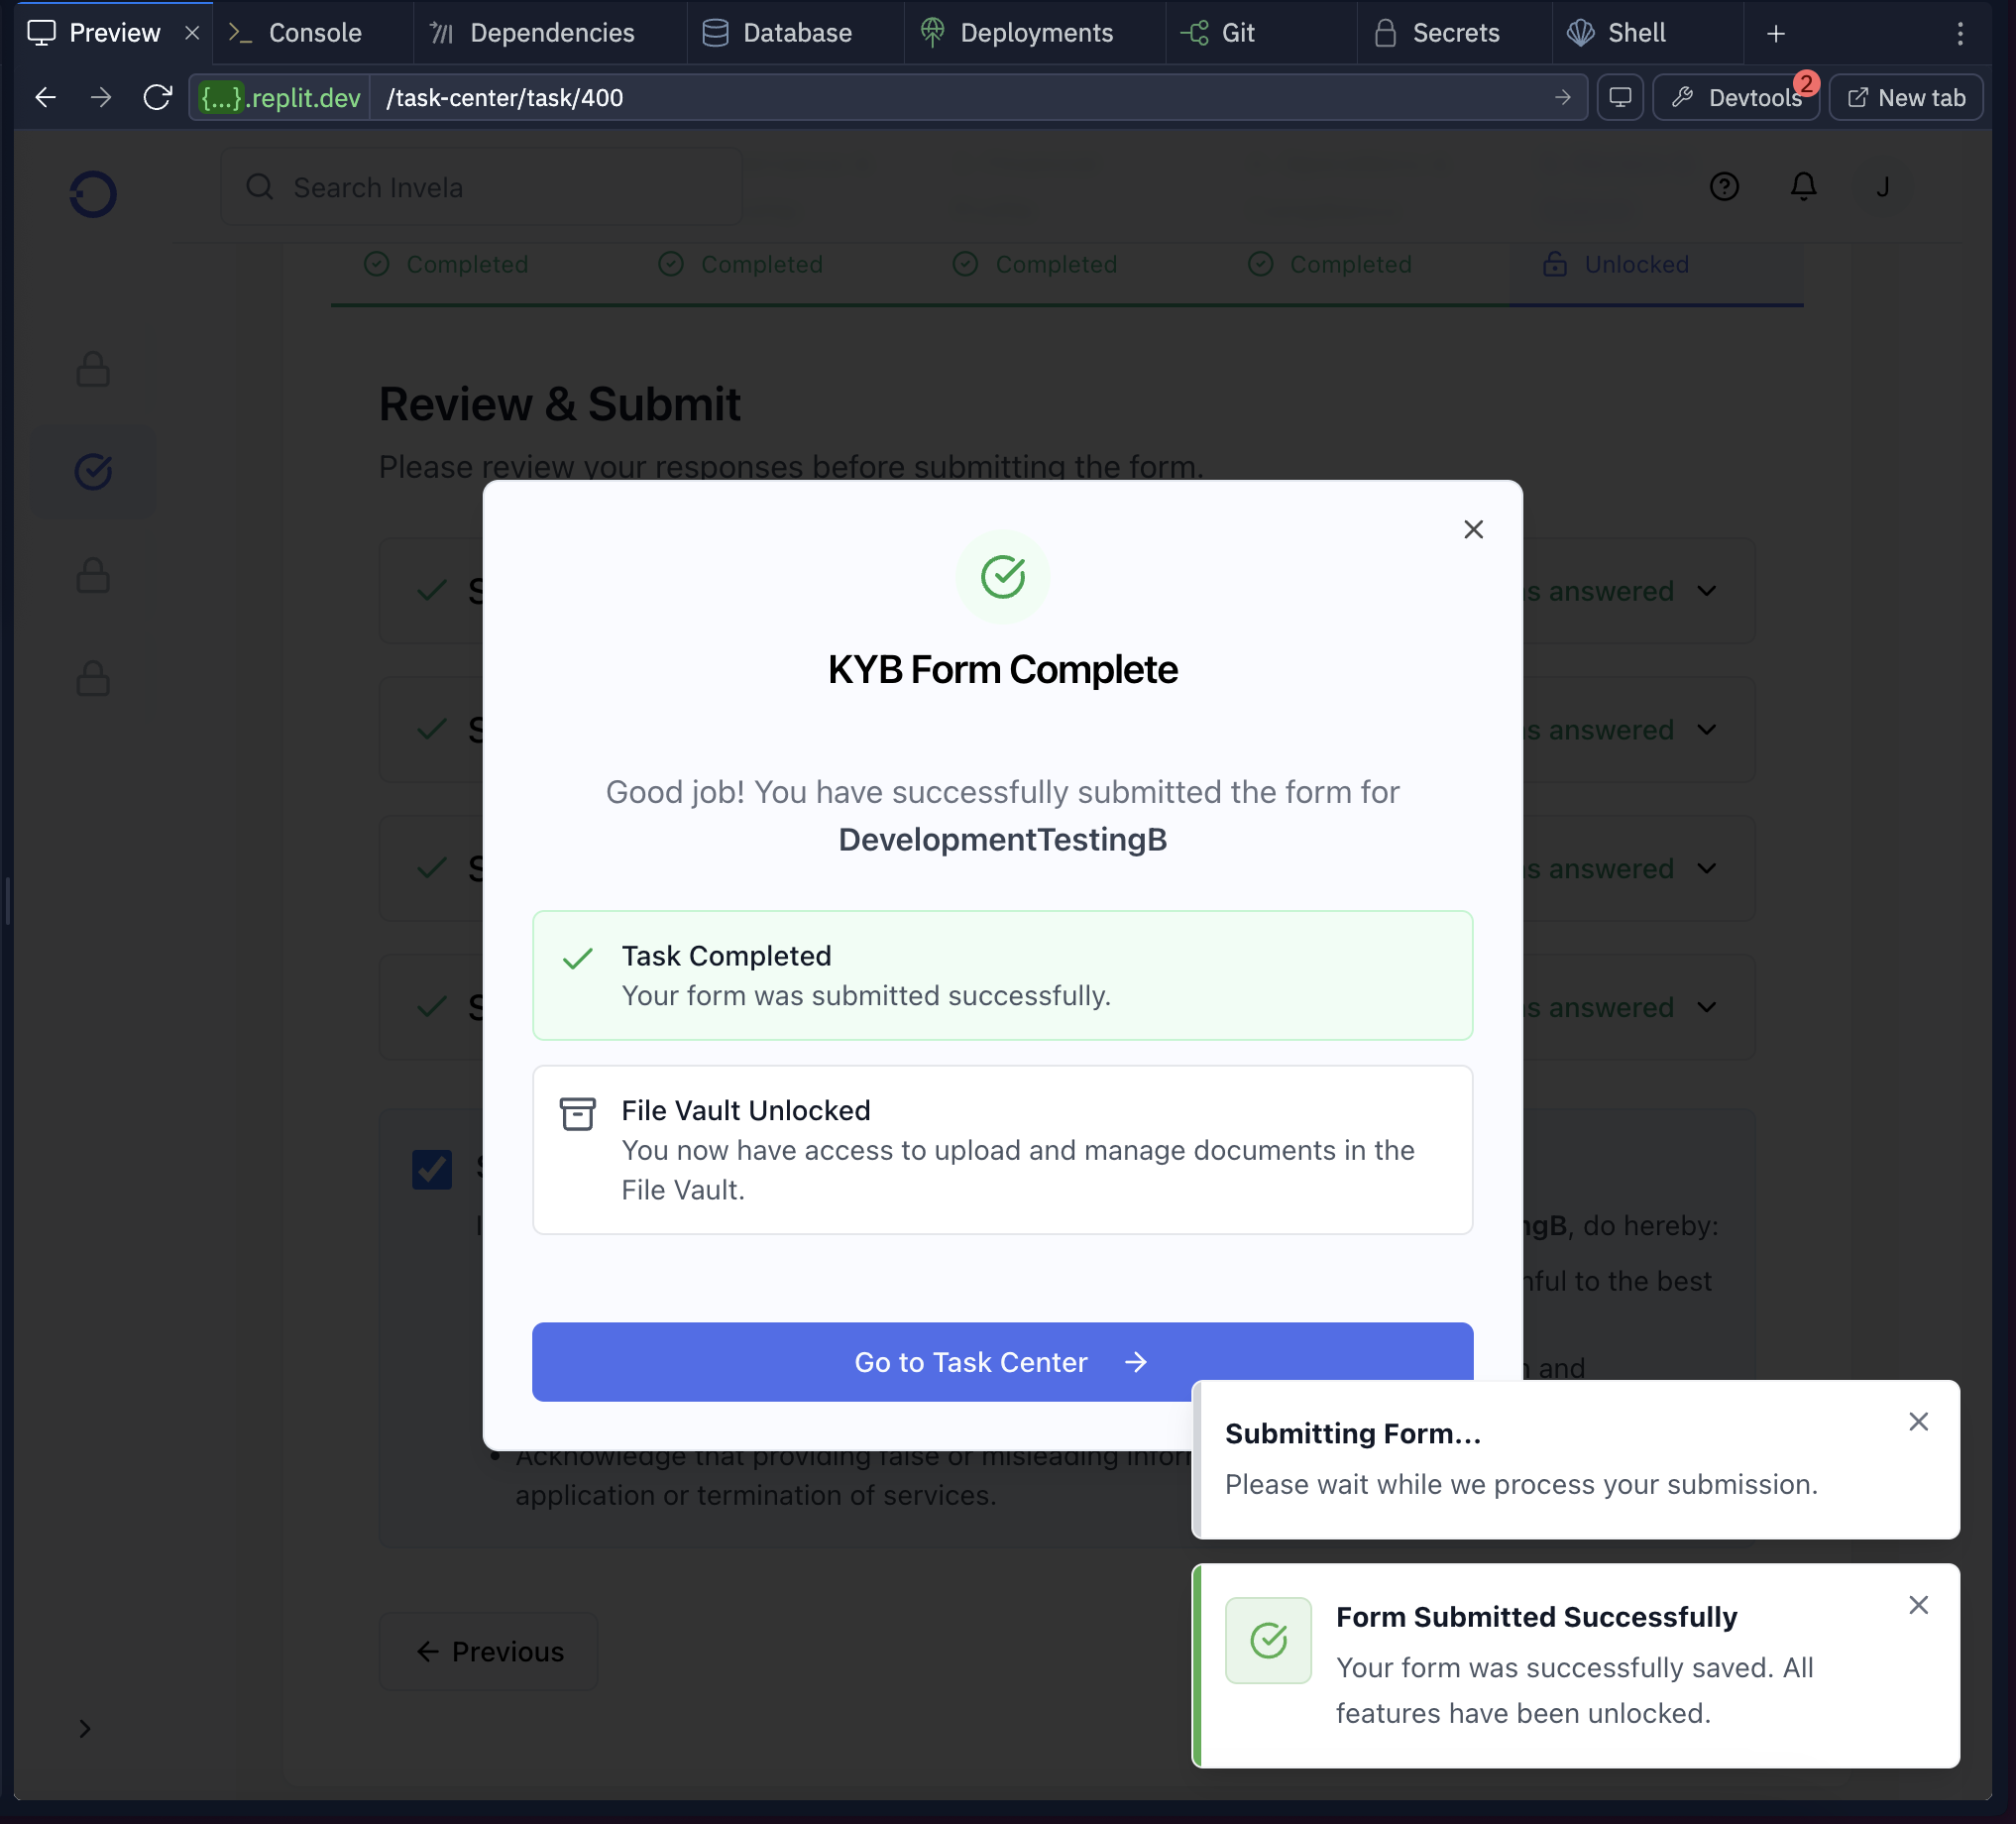 Preview
Console
Dependencies
Database
Deployments
Git
Secrets
Shell
{...}.replit.dev
/task-center/task/400
Devtools
2
New tab
Search Invela
J
Completed
Completed
Completed
Completed
Unlocked
Review & Submit
Please review your responses before submitting the form.
answered
answered
answered
answered
KYB Form Complete
Good job! You have successfully submitted the form for
DevelopmentTestingB
Task Completed
Your form was submitted successfully.
File Vault Unlocked
You now have access to upload and manage documents in the
File Vault.
do hereby:
to the best
and
Go to Task Center
• Acknowledge that providing false or misleading
application or termination of services.
Previous
Submitting Form...
Please wait while we process your submission.
Form Submitted Successfully
Your form was successfully saved. All
features have been unlocked.